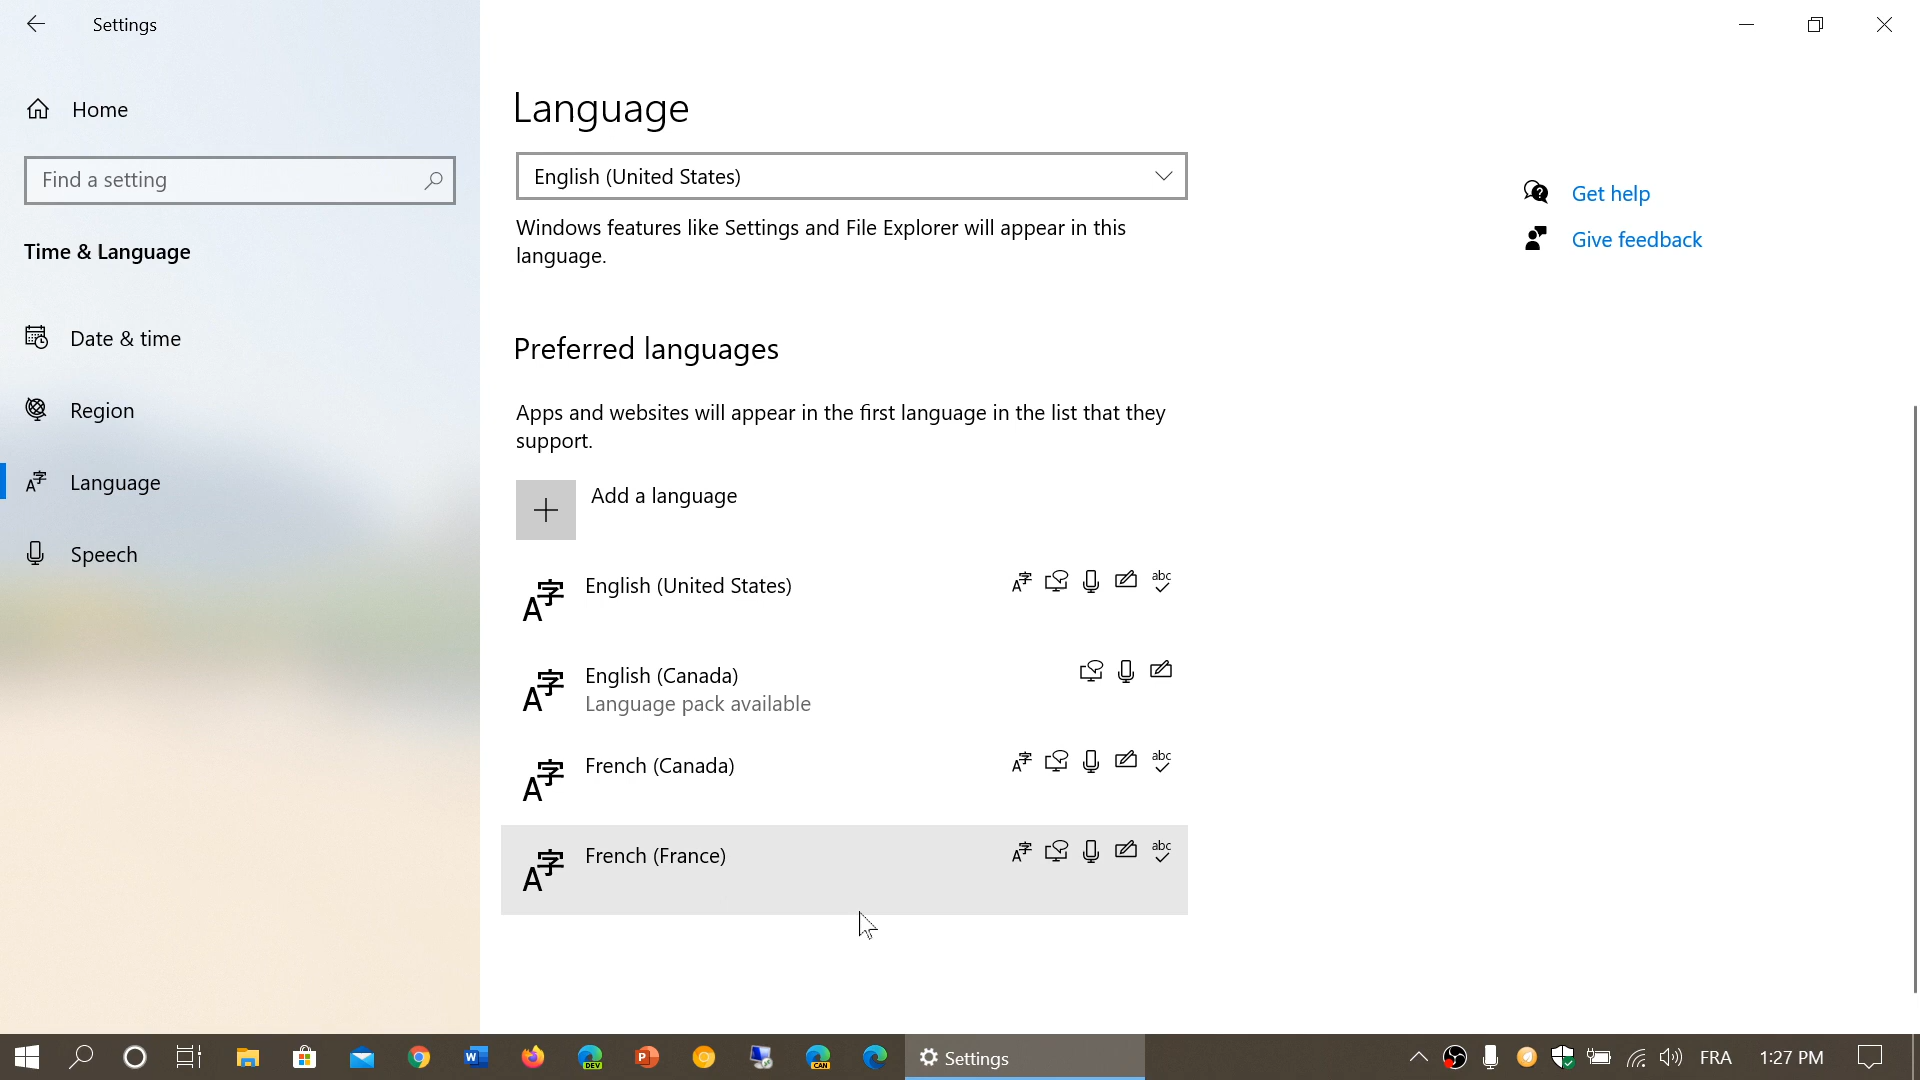 Settings
Home
Find a setting
Time & Language
Date & time
Region
Language
Speech
Language
English (United States)
Windows features like Settings and File Explorer will appear in this
language.
Preferred languages
Apps and websites will appear in the first language in the list that they
support.
Add a language
English (United States)
English (Canada)
Language pack available
French (Canada)
French (France)
Get help
Give feedback
Settings
FRA
1:27 PM